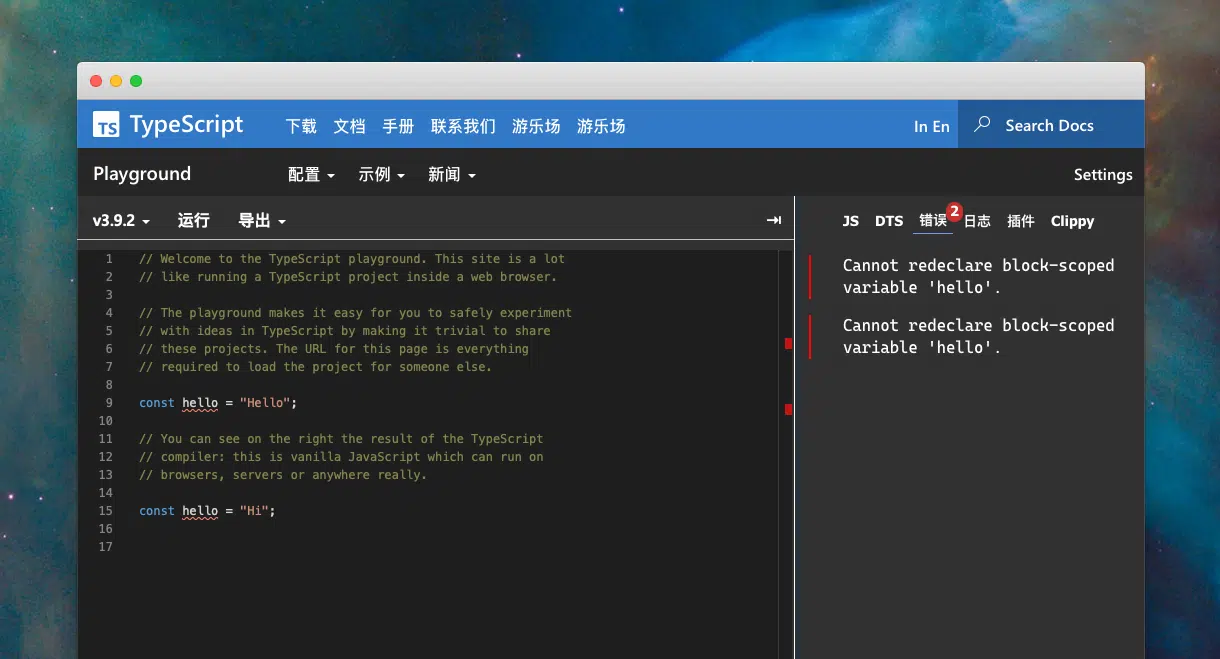 TS TypeScript 下载 文档 手册 联系我们 游乐场 游乐场 In En Search Docs
Playground 配置 示例 新闻 Settings
v3.9.2 运行 导出
JS DTS 错误 2 日志 插件 Clippy
1 // Welcome to the TypeScript playground. This site is a lot
2 // like running a TypeScript project inside a web browser.
3
4 // The playground makes it easy for you to safely experiment
5 // with ideas in TypeScript by making it trivial to share
6 // these projects. The URL for this page is everything
7 // required to load the project for someone else.
8
9 const hello = "Hello";
10
11 // You can see on the right the result of the TypeScript
12 // compiler: this is vanilla JavaScript which can run on
13 // browsers, servers or anywhere really.
14
15 const hello = "Hi";
16
17
Cannot redeclare block-scoped
variable 'hello'.
Cannot redeclare block-scoped
variable 'hello'.